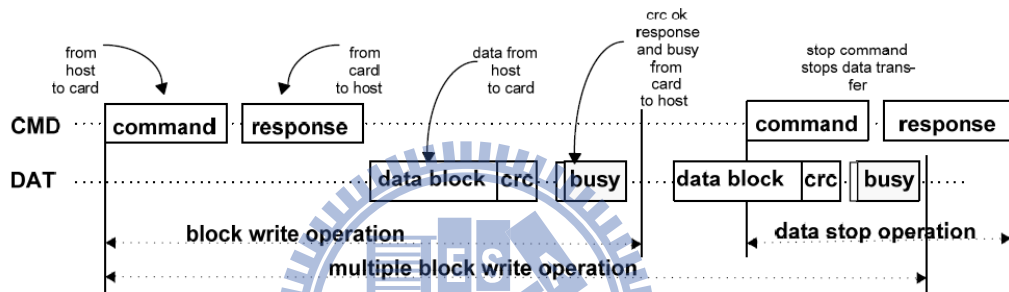 from
host
to card
from
card
to host
data from
host
to card
crc ok
response
and busy
from
card
to host
stop command
stops data trans-
fer
CMD
command
response
command
response
DAT
data block
crc
busy
data block
crc
busy
block write operation
data stop operation
multiple block write operation
E S